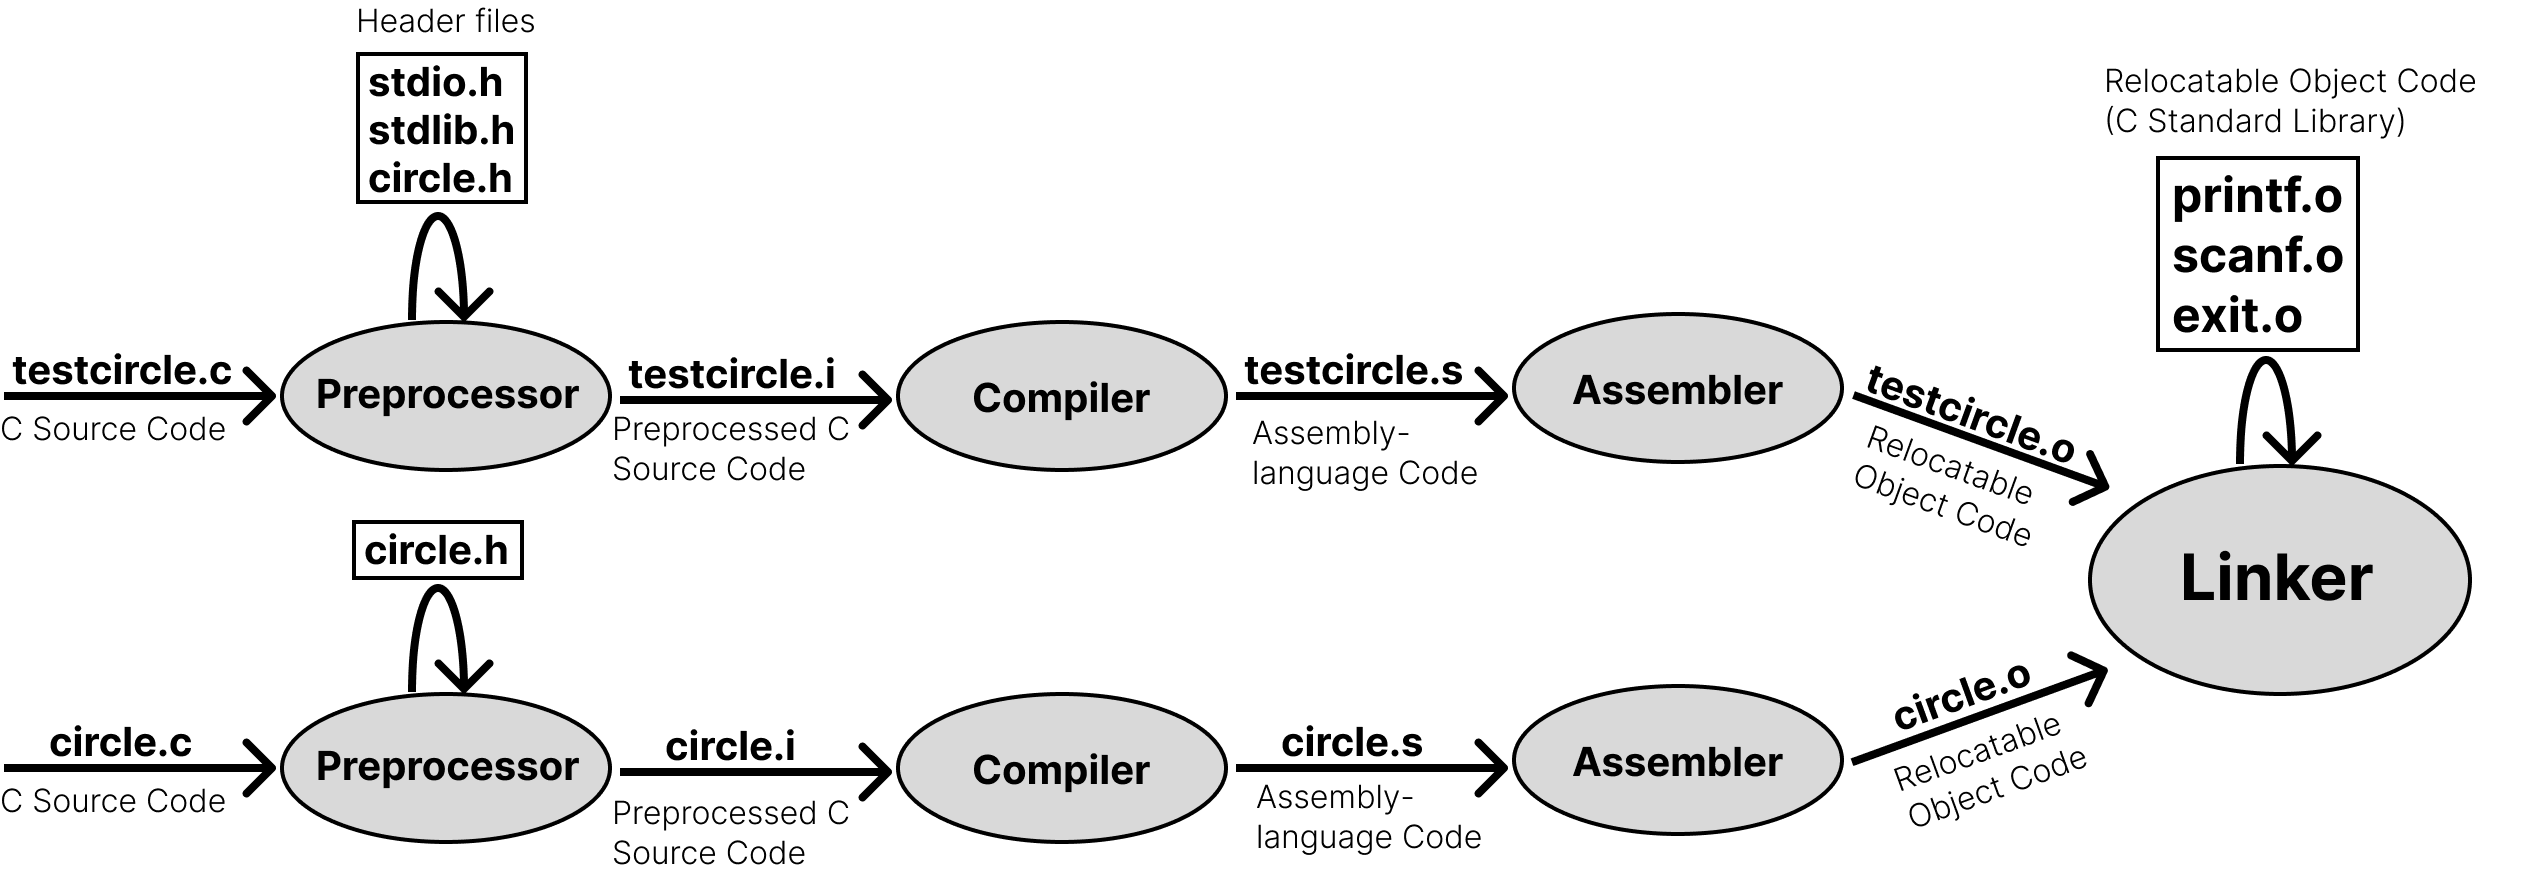 Header files
stdio.h
stdlib.h
circle.h
Relocatable Object Code
(C Standard Library)
printf.o
scanf.o
exit.o
testcircle.c
C Source Code
Preprocessor
testcircle.i
Preprocessed C
Source Code
Compiler
testcircle.s
Assembly-
language Code
Assembler
testcircle.o
Relocatable
Object Code
Linker
circle.h
circle.c
C Source Code
Preprocessor
circle.i
Preprocessed C
Source Code
Compiler
circle.s
Assembly-
language Code
Assembler
circle.o
Relocatable
Object Code